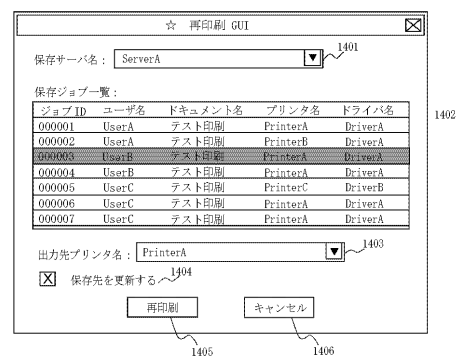 ☆ 再印刷 GUI
保存サーバ名： ServerA
1401
保存ジョブ一覧：
1402
ジョブID ユーザ名 ドキュメント名 プリンタ名 ドライバ名
000001 UserA テスト印刷 PrinterA DriverA
000002 UserA テスト印刷 PrinterB DriverA
000003 UserB テスト印刷 PrinterA DriverA
000004 UserB テスト印刷 PrinterA DriverA
000005 UserC テスト印刷 PrinterC DriverB
000006 UserC テスト印刷 PrinterA DriverA
000007 UserC テスト印刷 PrinterA DriverA
出力先プリンタ名： PrinterA
1403
保存先を更新する
1404
再印刷 キャンセル
1405 1406